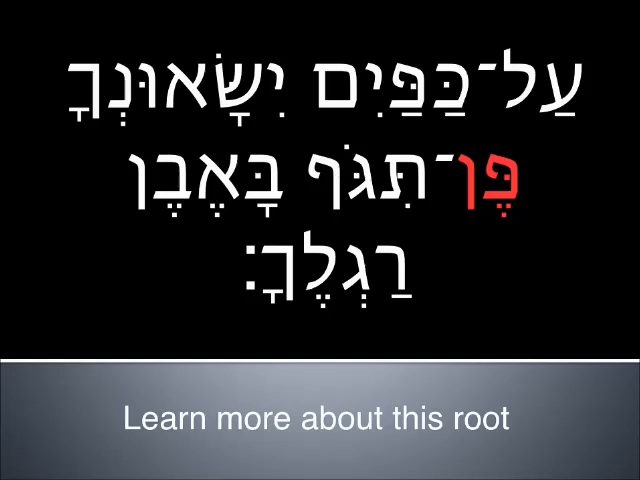 עַל־כַּפַּיִם יִשָּׂאוּנְךָ
פֶּן־תִּגֹּף בָּאֶבֶן
רַגְלֶךָ׃
Learn more about this root